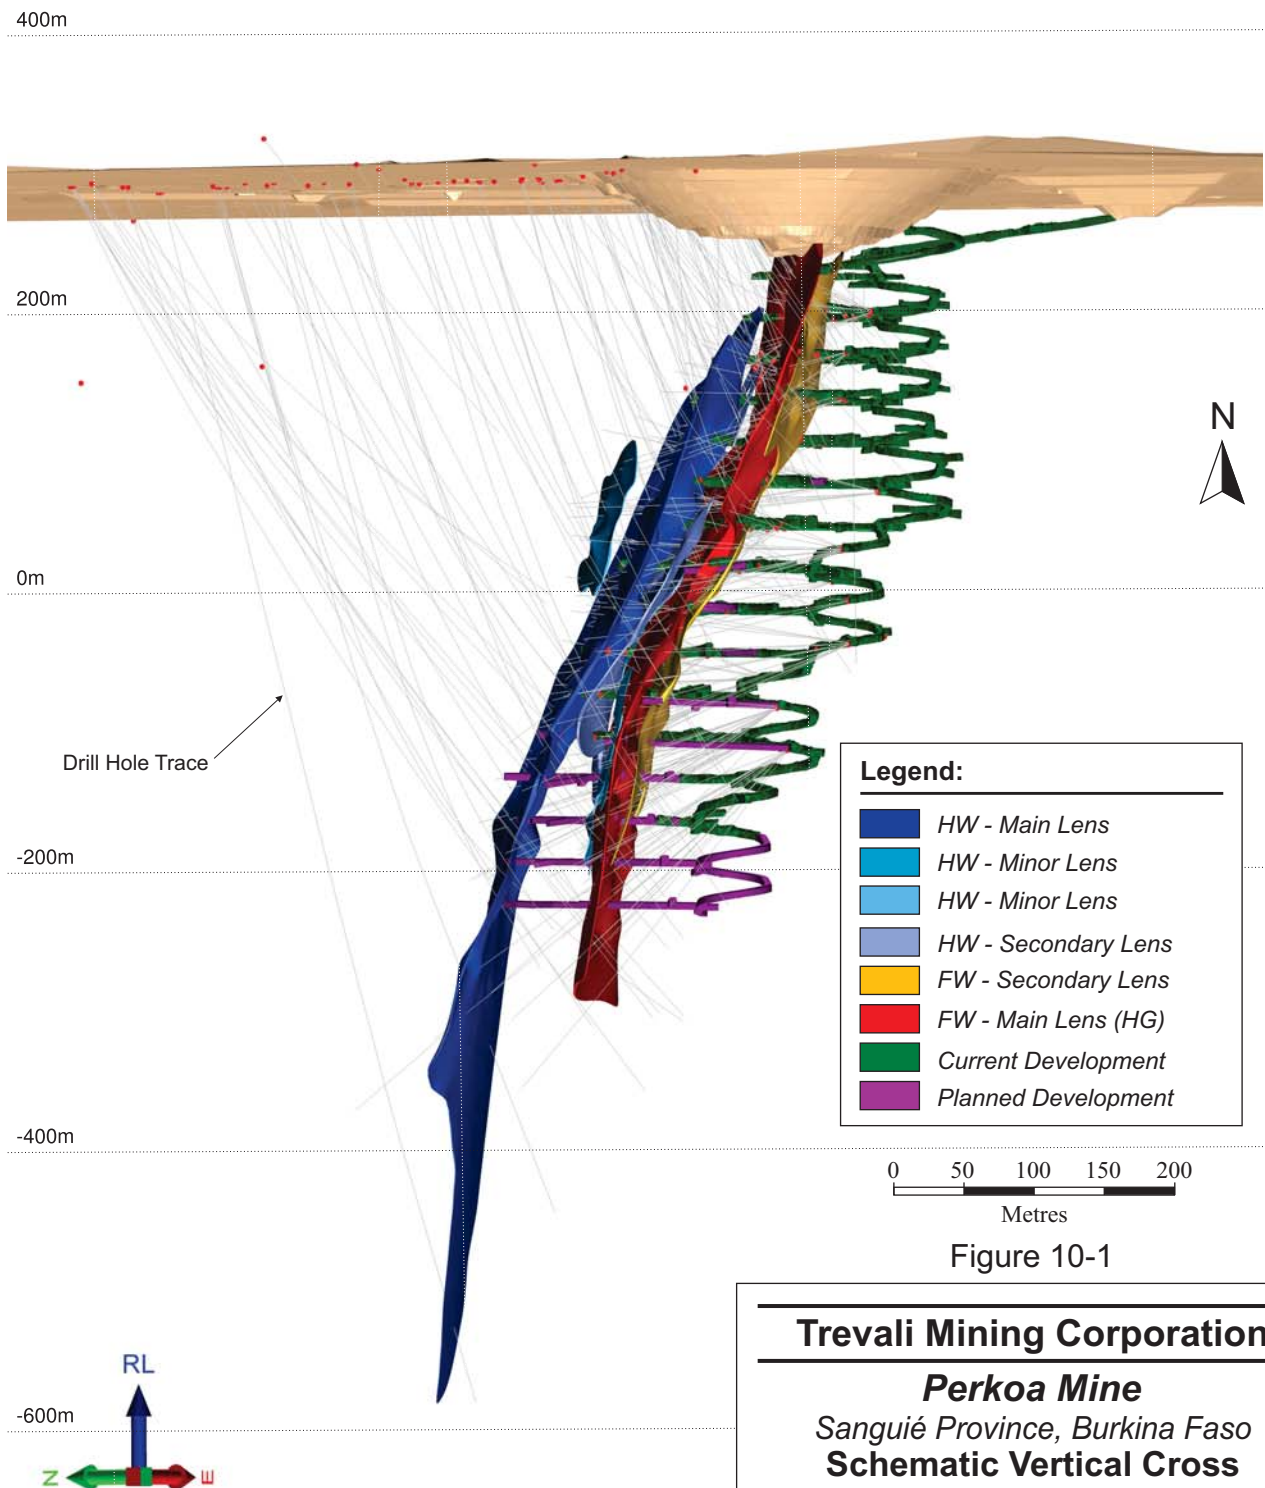 400m
200m
N
0m
Drill Hole Trace
Legend:
HW - Main Lens
HW - Minor Lens
HW - Minor Lens
HW - Secondary Lens
FW - Secondary Lens
FW - Main Lens (HG)
Current Development
Planned Development
-200m
-400m
0 50 100 150 200
Metres
Figure 10-1
Trevali Mining Corporation
Perkoa Mine
Sanguié Province, Burkina Faso
Schematic Vertical Cross
RL
-600m
N E